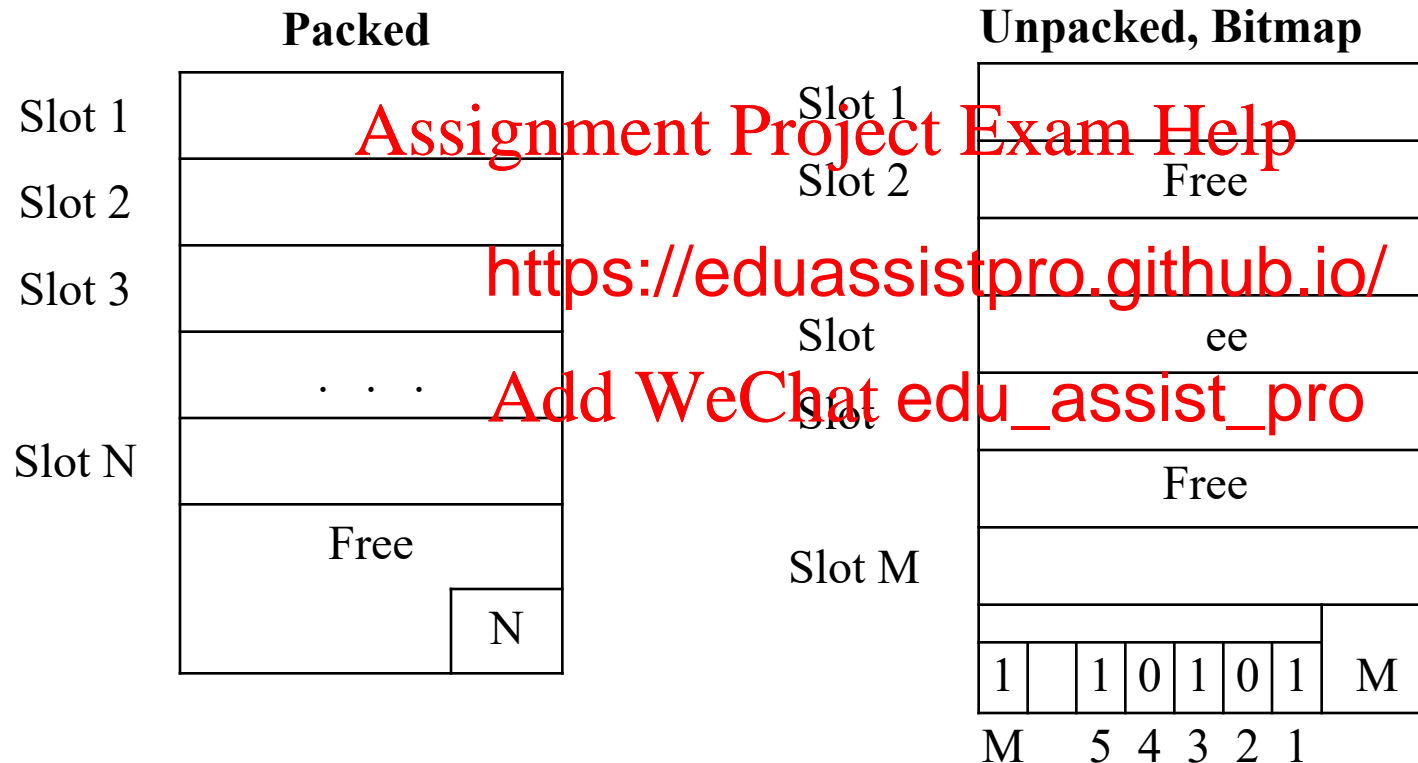 Packed
Slot 1
Slot 2
Slot 3
. . .
Slot N
Free
N
Unpacked, Bitmap
Slot 1
Assignment Project Exam Help
Slot 2
Free
https://eduassistpro.github.io/
Slot
ee
Add WeChat edu_assist_pro
Slot
Free
Slot M
1 1 0 1 0 1 M
M 5 4 3 2 1